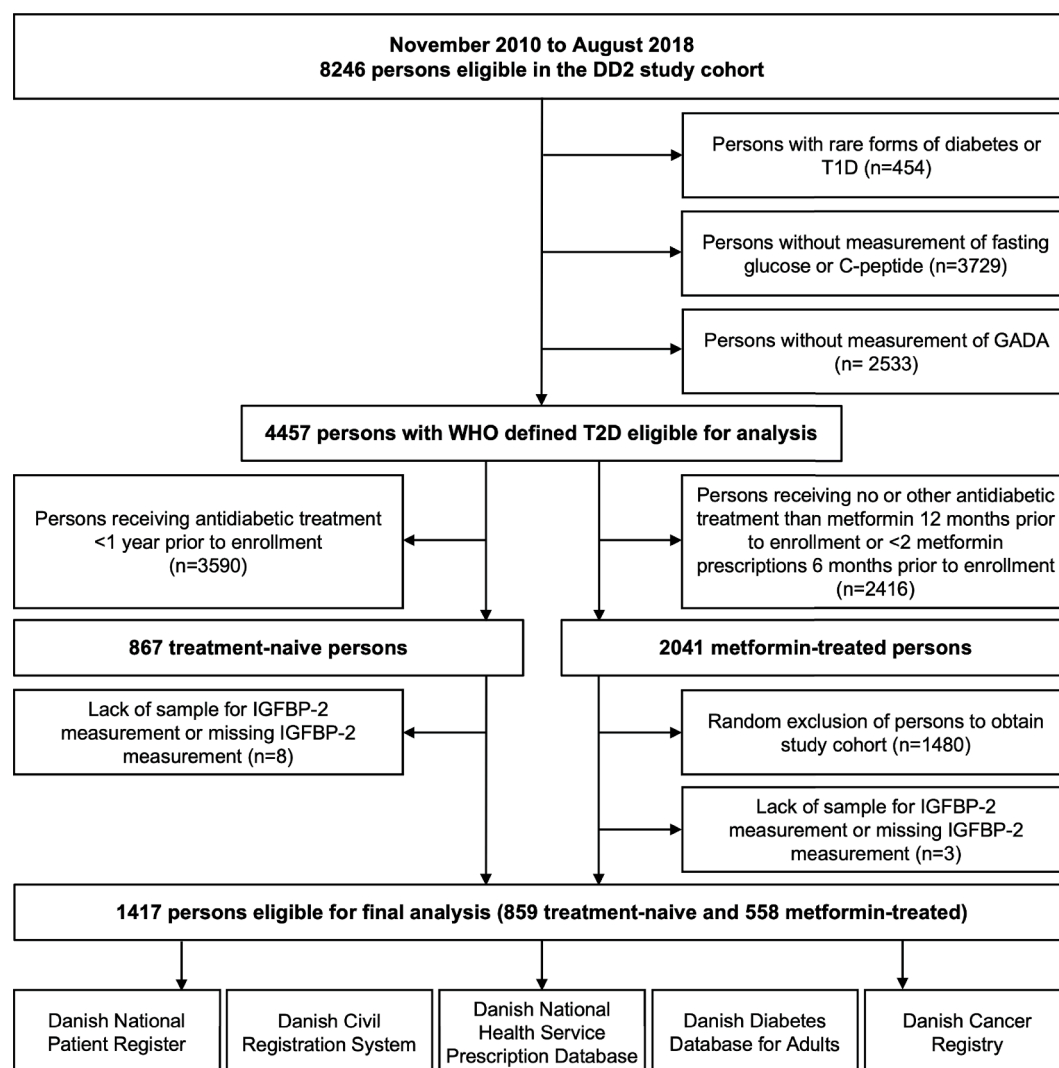 November 2010 to August 2018
8246 persons eligible in the DD2 study cohort
Persons with rare forms of diabetes or
T1D (n=454)
Persons without measurement of fasting
glucose or C-peptide (n=3729)
Persons without measurement of GADA
(n= 2533)
4457 persons with WHO defined T2D eligible for analysis
Persons receiving antidiabetic treatment
<1 year prior to enrollment
(n=3590)
Persons receiving no or other antidiabetic
treatment than metformin 12 months prior
to enrollment or <2 metformin
prescriptions 6 months prior to enrollment
(n=2416)
867 treatment-naive persons
2041 metformin-treated persons
Lack of sample for IGFBP-2
measurement or missing IGFBP-2
measurement (n=8)
Random exclusion of persons to obtain
study cohort (n=1480)
Lack of sample for IGFBP-2
measurement or missing IGFBP-2
measurement (n=3)
1417 persons eligible for final analysis (859 treatment-naive and 558 metformin-treated)
Danish National
Patient Register
Danish Civil
Registration System
Danish National
Health Service
Prescription Database
Danish Diabetes
Database for Adults
Danish Cancer
Registry